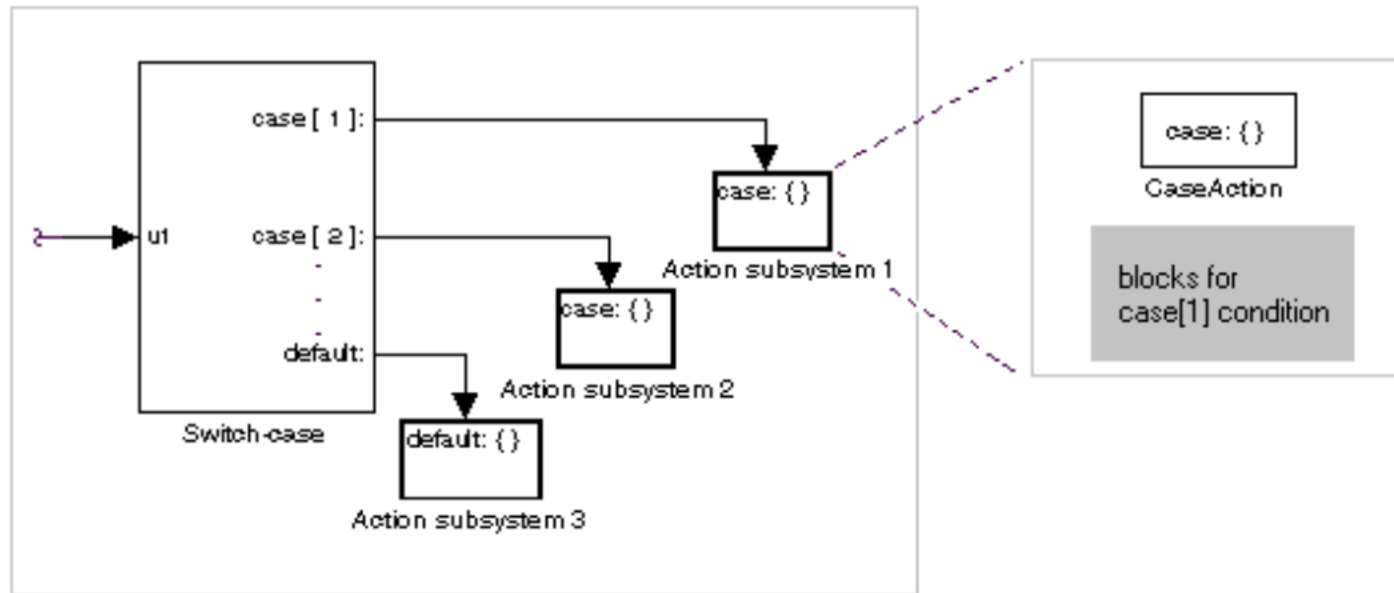 case [ 1 ]:
u1
case [ 2 ]:
default:
Switch-case
case: { }
Action subsystem 1
case: { }
Action subsystem 2
default: { }
Action subsystem 3
case: { }
CaseAction
blocks for
case[1] condition